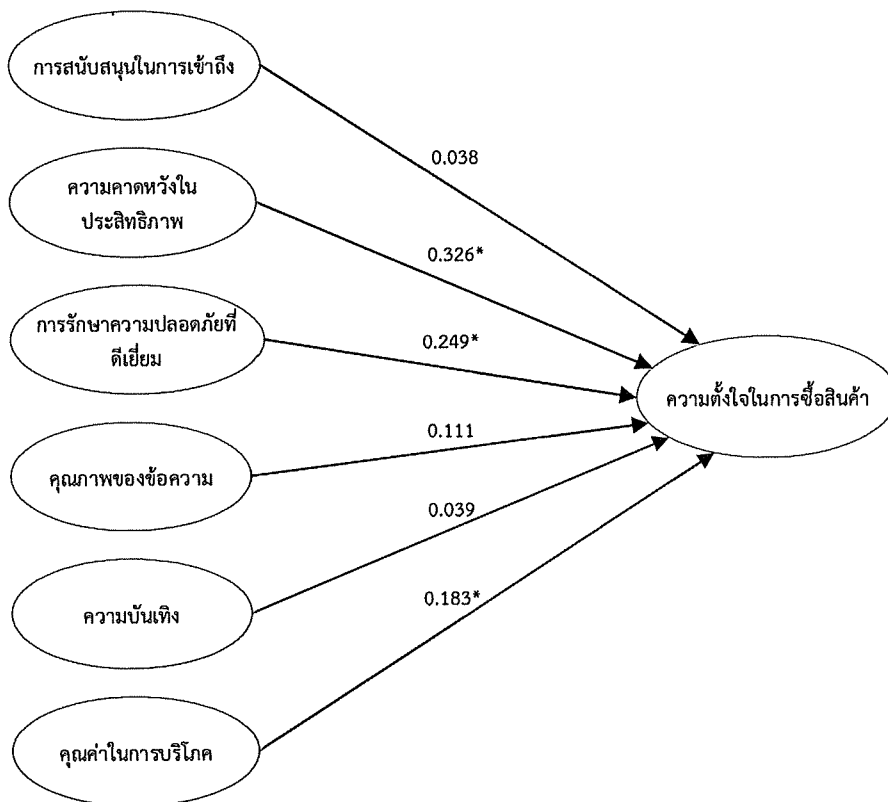 การสนับสนุนในการเข้าถึง
0.038
ความคาดหวังใน
ประสิทธิภาพ
0.326*
การรักษาความปลอดภัยที่
ดีเยี่ยม
0.249*
ความตั้งใจในการซื้อสินค้า
คุณภาพของข้อความ
0.111
ความบันเทิง
0.039
คุณค่าในการบริโภค
0.183*